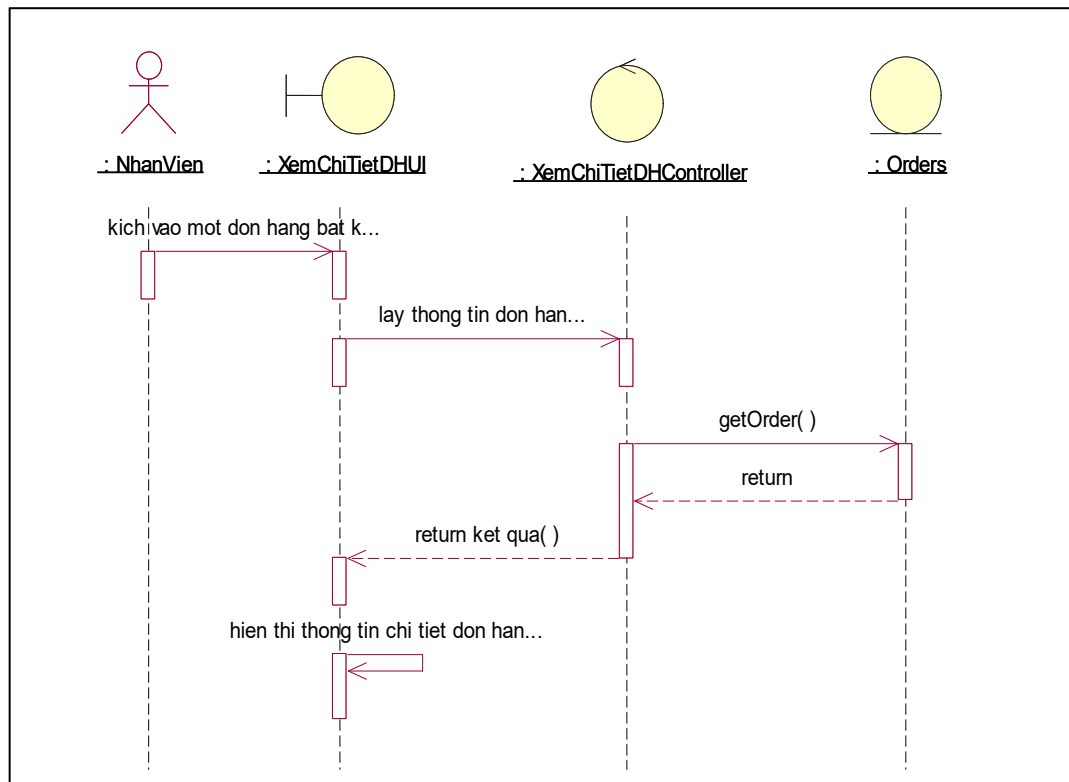 : NhanVien
: XemChiTietDHUI
: XemChiTietDHController
: Orders
kich vao mot don hang bat k...
lay thong tin don han...
getOrder( )
return
return ket qua( )
hien thi thong tin chi tiet don han...